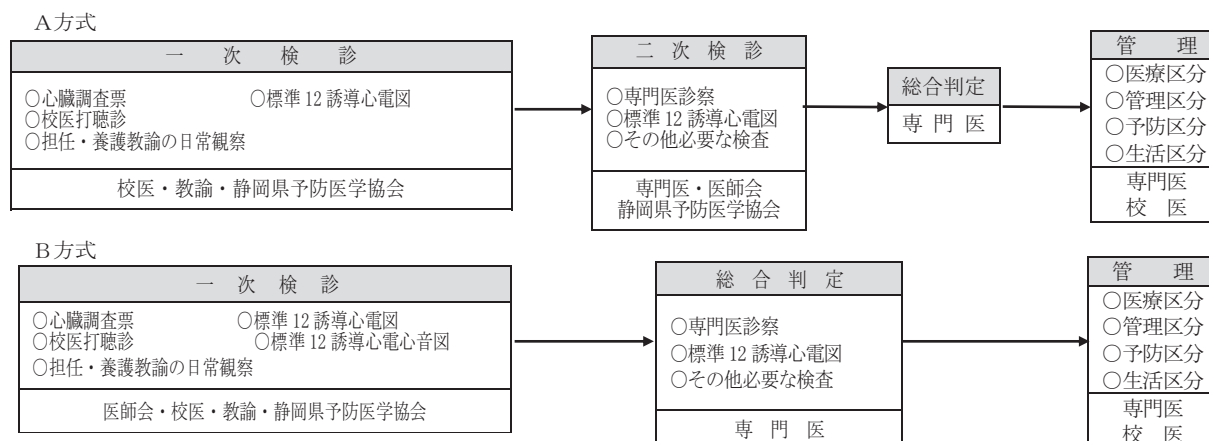 A方式
一次検診
○心臓調査票 ○標準12誘導心電図
○校医打聴診
○担任・養護教諭の日常観察
校医・教諭・静岡県予防医学協会
二次検診
○専門医診察
○標準12誘導心電図
○その他必要な検査
専門医・医師会
静岡県予防医学協会
総合判定
専門医
管理
○医療区分
○管理区分
○予防区分
○生活区分
専門医
校医
B方式
一次検診
○心臓調査票 ○標準12誘導心電図
○校医打聴診 ○標準12誘導心電心音図
○担任・養護教諭の日常観察
医師会・校医・教諭・静岡県予防医学協会
総合判定
○専門医診察
○標準12誘導心電図
○その他必要な検査
専門医
管理
○医療区分
○管理区分
○予防区分
○生活区分
専門医
校医